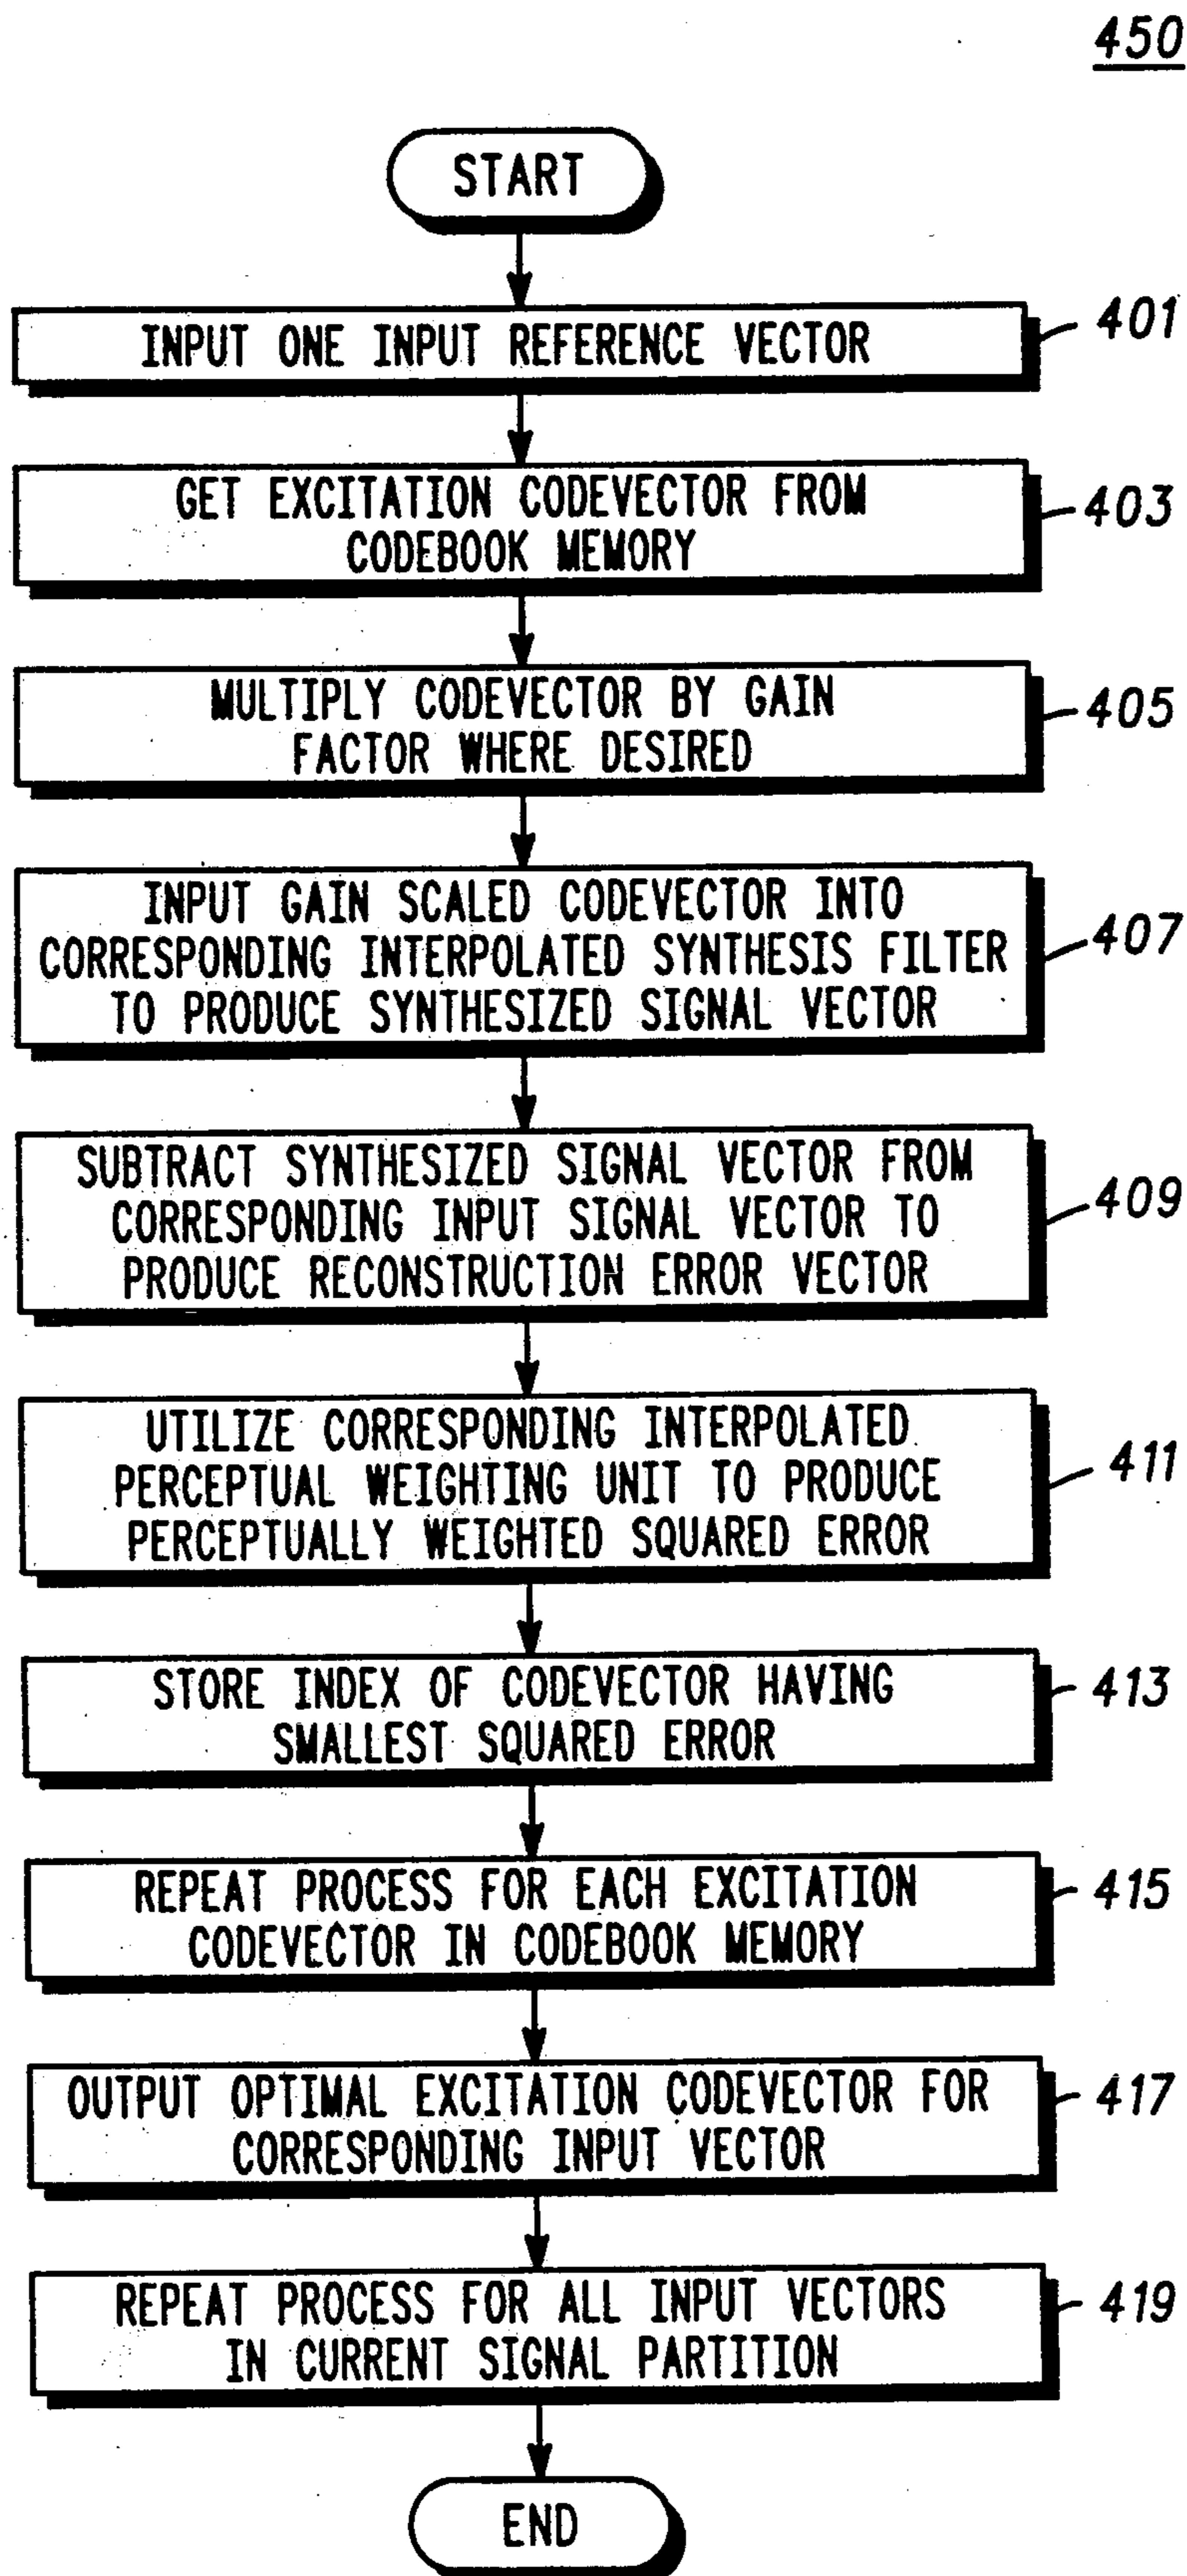 450
START
INPUT ONE INPUT REFERENCE VECTOR
401
GET EXCITATION CODEVECTOR FROM
CODEBOOK MEMORY
403
MULTIPLY CODEVECTOR BY GAIN
FACTOR WHERE DESIRED
405
INPUT GAIN SCALED CODEVECTOR INTO
CORRESPONDING INTERPOLATED SYNTHESIS FILTER
TO PRODUCE SYNTHESIZED SIGNAL VECTOR
407
SUBTRACT SYNTHESIZED SIGNAL VECTOR FROM
CORRESPONDING INPUT SIGNAL VECTOR TO
PRODUCE RECONSTRUCTION ERROR VECTOR
409
UTILIZE CORRESPONDING INTERPOLATED
PERCEPTUAL WEIGHTING UNIT TO PRODUCE
PERCEPTUALLY WEIGHTED SQUARED ERROR
411
STORE INDEX OF CODEVECTOR HAVING
SMALLEST SQUARED ERROR
413
REPEAT PROCESS FOR EACH EXCITATION
CODEVECTOR IN CODEBOOK MEMORY
415
OUTPUT OPTIMAL EXCITATION CODEVECTOR FOR
CORRESPONDING INPUT VECTOR
417
REPEAT PROCESS FOR ALL INPUT VECTORS
IN CURRENT SIGNAL PARTITION
419
END